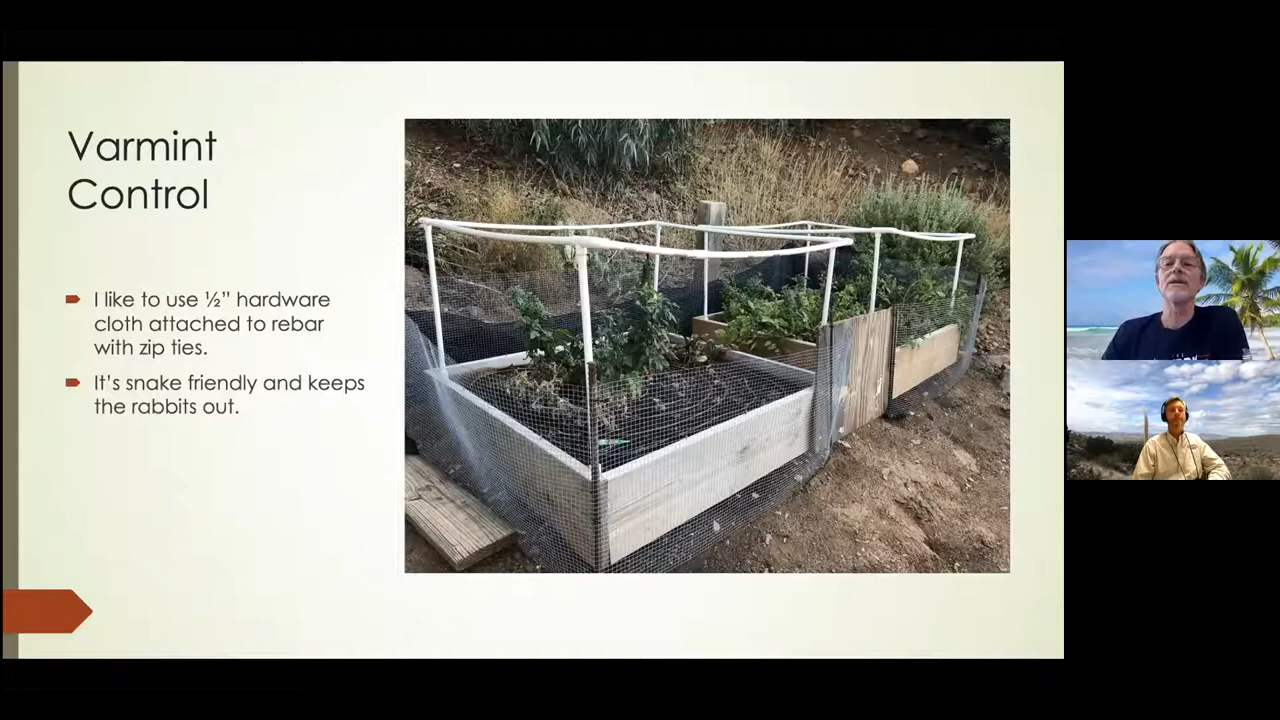 Varmint
Control
I like to use ½” hardware
cloth attached to rebar
with zip ties.
It’s snake friendly and keeps
the rabbits out.